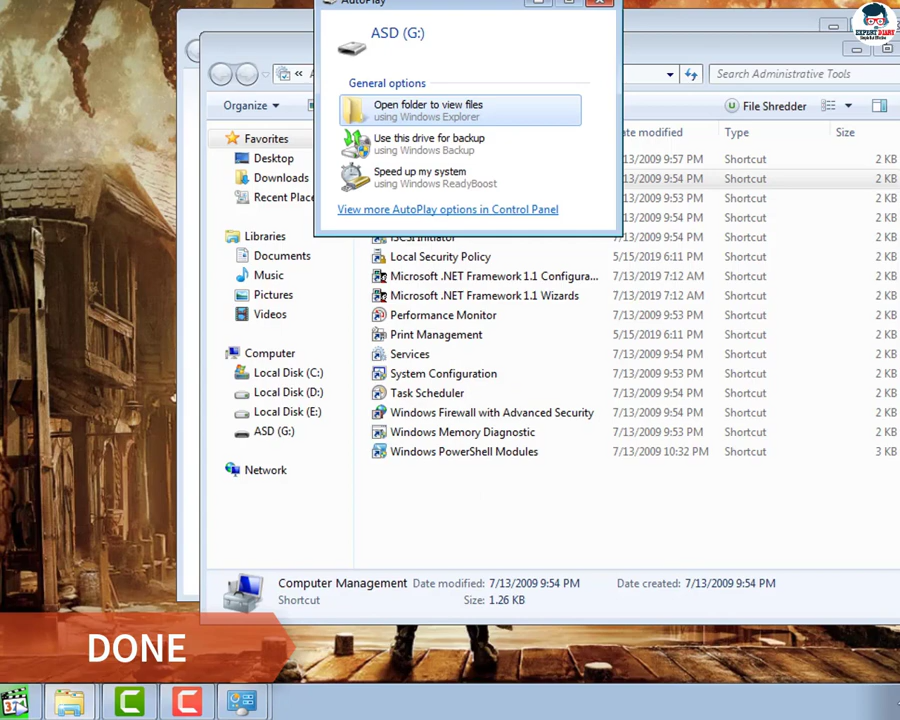 AutoPlay
ASD (G:)
General options
Open folder to view files
using Windows Explorer
Use this drive for backup
using Windows Backup
Speed up my system
using Windows ReadyBoost
View more AutoPlay options in Control Panel
EXPERT DIARY
«
Search Administrative Tools
Organize
File Shredder
Favorites
Desktop
Downloads
Recent Place
Libraries
Documents
Music
Pictures
Videos
Computer
Local Disk (C:)
Local Disk (D:)
Local Disk (E:)
ASD (G:)
Network
te modified Type Size
13/2009 9:57 PM Shortcut 2 KB
13/2009 9:54 PM Shortcut 2 KB
13/2009 9:53 PM Shortcut 2 KB
13/2009 9:54 PM Shortcut 2 KB
iSCSI Initiator 7/13/2009 9:54 PM Shortcut 2 KB
Local Security Policy 5/15/2019 6:11 PM Shortcut 2 KB
Microsoft .NET Framework 1.1 Configura... 7/13/2019 7:12 AM Shortcut 2 KB
Microsoft .NET Framework 1.1 Wizards 7/13/2019 7:12 AM Shortcut 2 KB
Performance Monitor 7/13/2009 9:53 PM Shortcut 2 KB
Print Management 5/15/2019 6:11 PM Shortcut 2 KB
Services 7/13/2009 9:54 PM Shortcut 2 KB
System Configuration 7/13/2009 9:53 PM Shortcut 2 KB
Task Scheduler 7/13/2009 9:54 PM Shortcut 2 KB
Windows Firewall with Advanced Security 7/13/2009 9:54 PM Shortcut 2 KB
Windows Memory Diagnostic 7/13/2009 9:53 PM Shortcut 2 KB
Windows PowerShell Modules 7/13/2009 10:32 PM Shortcut 3 KB
Computer Management Date modified: 7/13/2009 9:54 PM Date created: 7/13/2009 9:54 PM
Shortcut Size: 1.26 KB
DONE
37